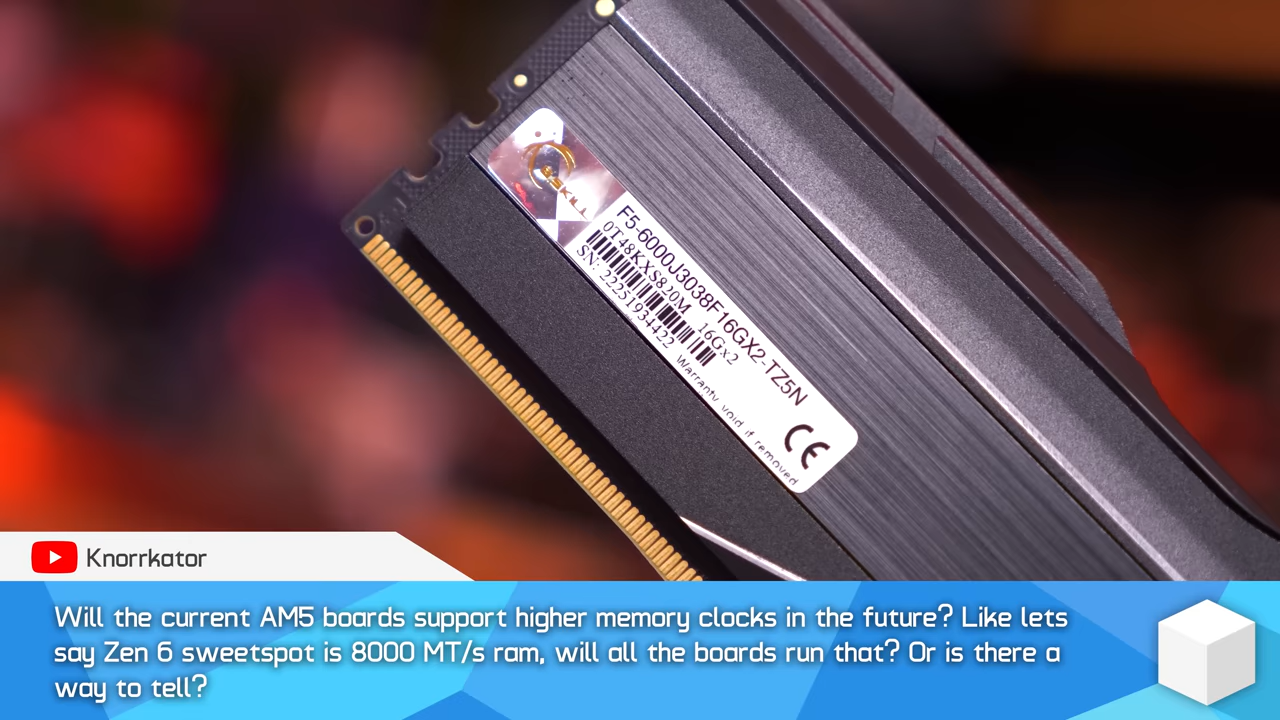 G.SKILL
F5-6000J3038F16GX2-TZ5N
0T48KXS820M 16Gx2
SN: 22251934422
Warranty void if removed
CE
Knorrkator
Will the current AM5 boards support higher memory clocks in the future? Like lets
say Zen 6 sweetspot is 8000 MT/s ram, will all the boards run that? Or is there a
way to tell?